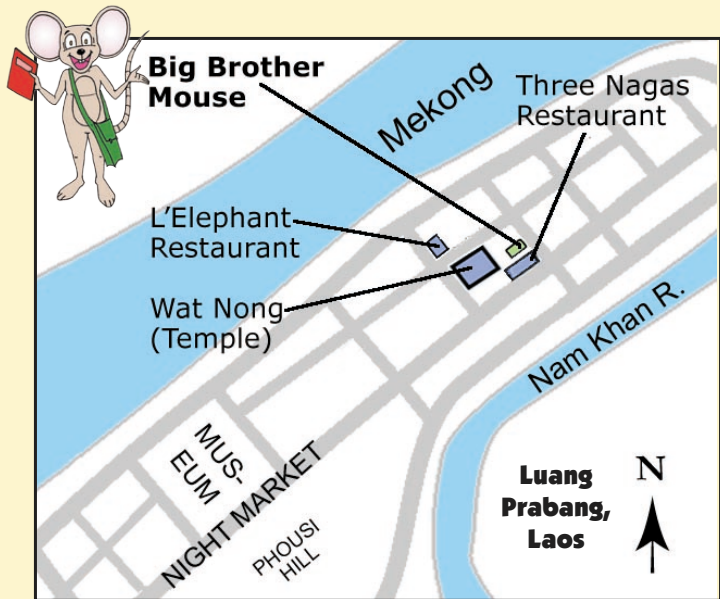 Big Brother
Mouse
Mekong
Three Nagas
Restaurant
L'Elephant
Restaurant
Wat Nong
(Temple)
Nam Khan R.
MUS-
EUM
NIGHT MARKET
PHOUSI
HILL
Luang
Prabang,
Laos
N